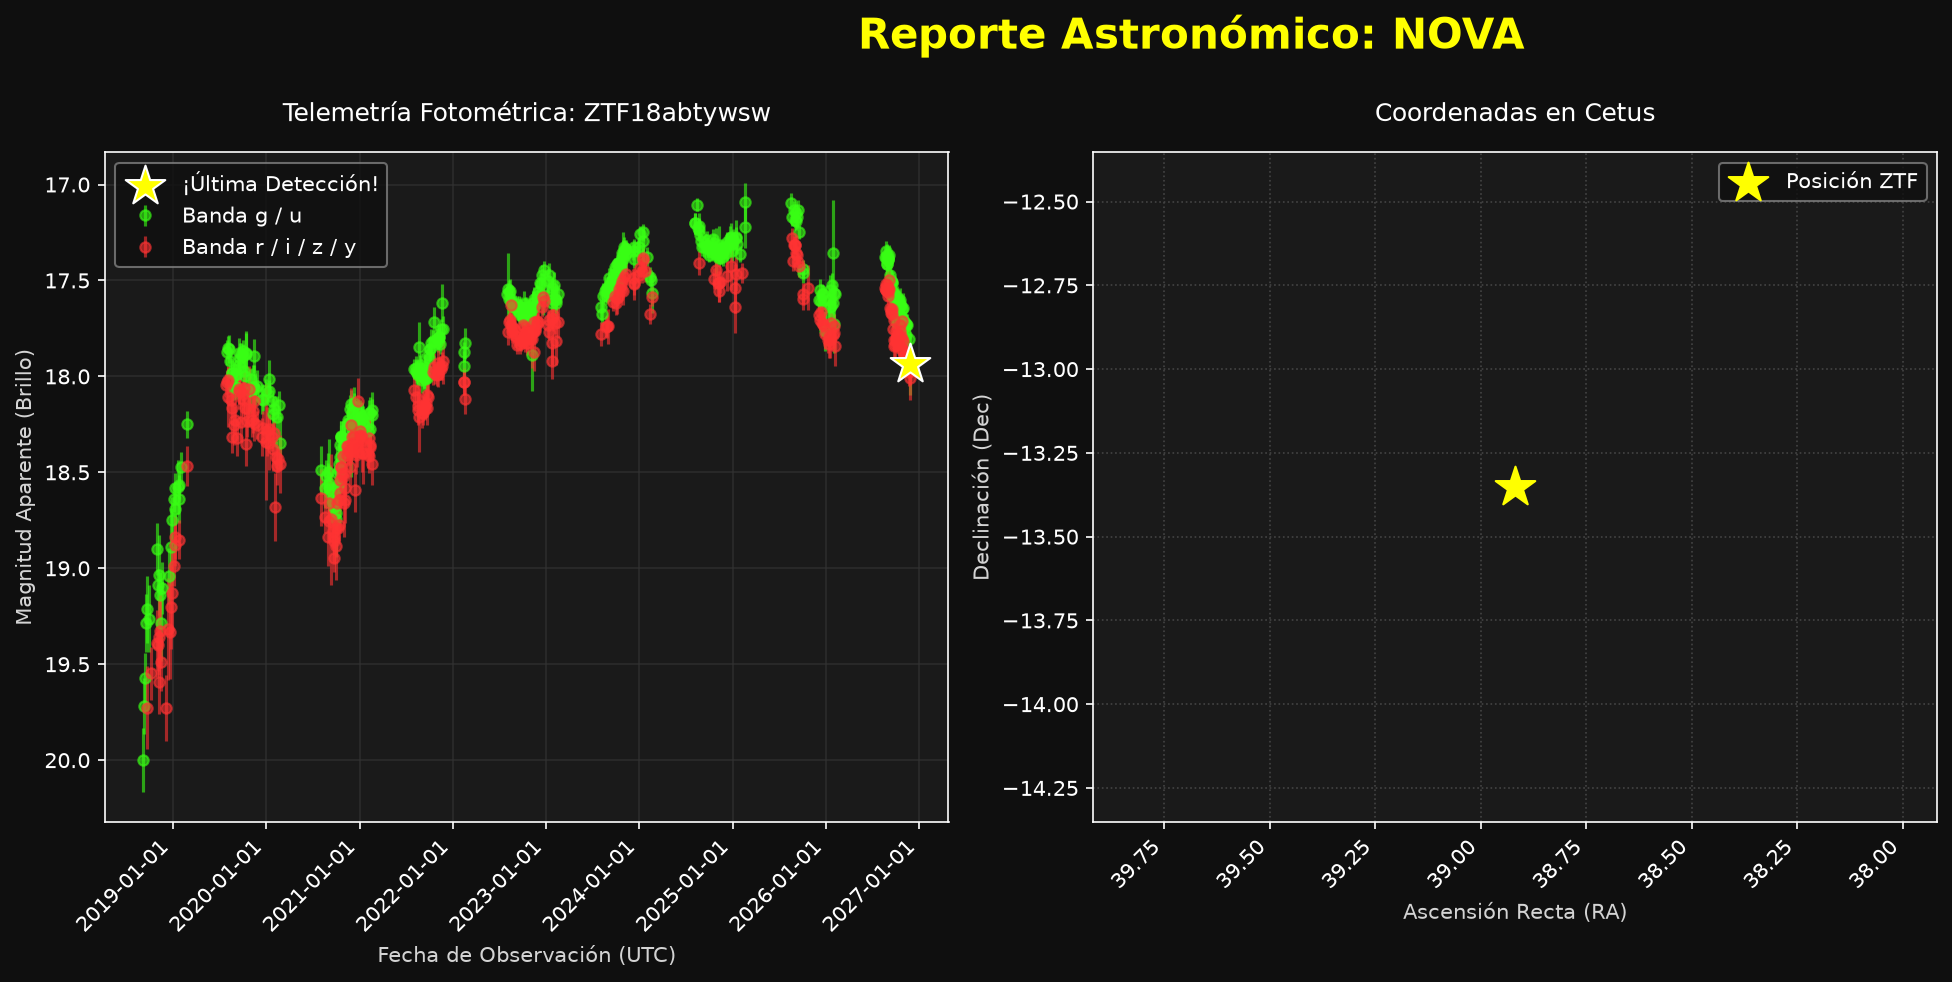 Reporte Astronómico: NOVA
Telemetría Fotométrica: ZTF18abtywsw
¡Última Detección!
Banda g / u
Banda r / i / z / y
Magnitud Aparente (Brillo)
17.0
17.5
18.0
18.5
19.0
19.5
20.0
2019-01-01
2020-01-01
2021-01-01
2022-01-01
2023-01-01
2024-01-01
2025-01-01
2026-01-01
2027-01-01
Fecha de Observación (UTC)
Coordenadas en Cetus
Posición ZTF
Declinación (Dec)
−12.50
−12.75
−13.00
−13.25
−13.50
−13.75
−14.00
−14.25
39.75
39.50
39.25
39.00
38.75
38.50
38.25
38.00
Ascensión Recta (RA)